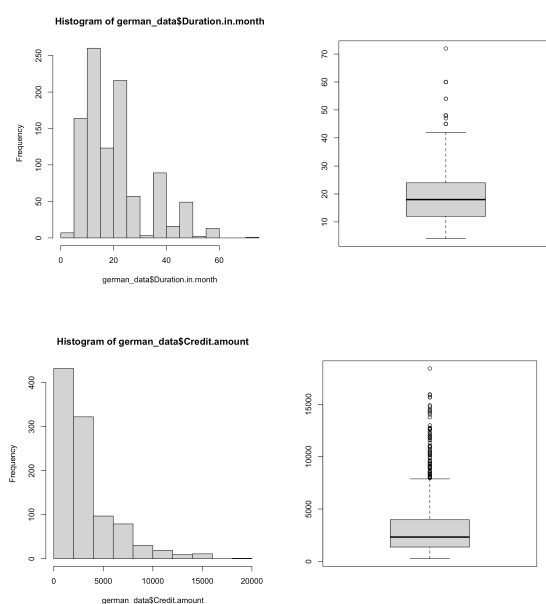 Histogram of german_data$Duration.in.month
Frequency
0 50 100 150 200 250
0 20 40 60
german_data$Duration.in.month
10 20 30 40 50 60 70
Histogram of german_data$Credit.amount
Frequency
0 100 200 300 400
0 5000 10000 15000 20000
german_data$Credit.amount
0 5000 10000 15000